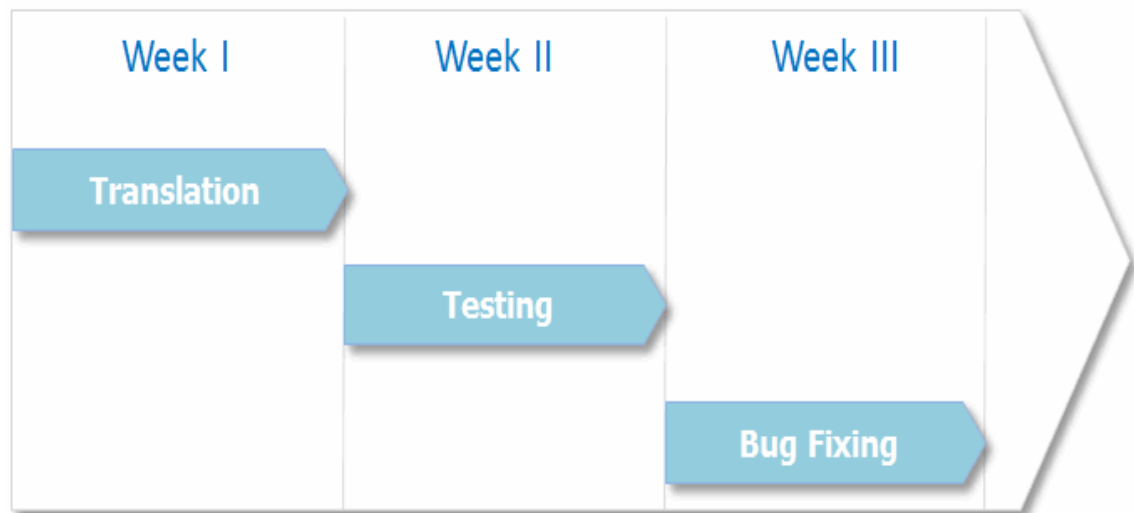 Week I
Week II
Week III
Translation
Testing
Bug Fixing